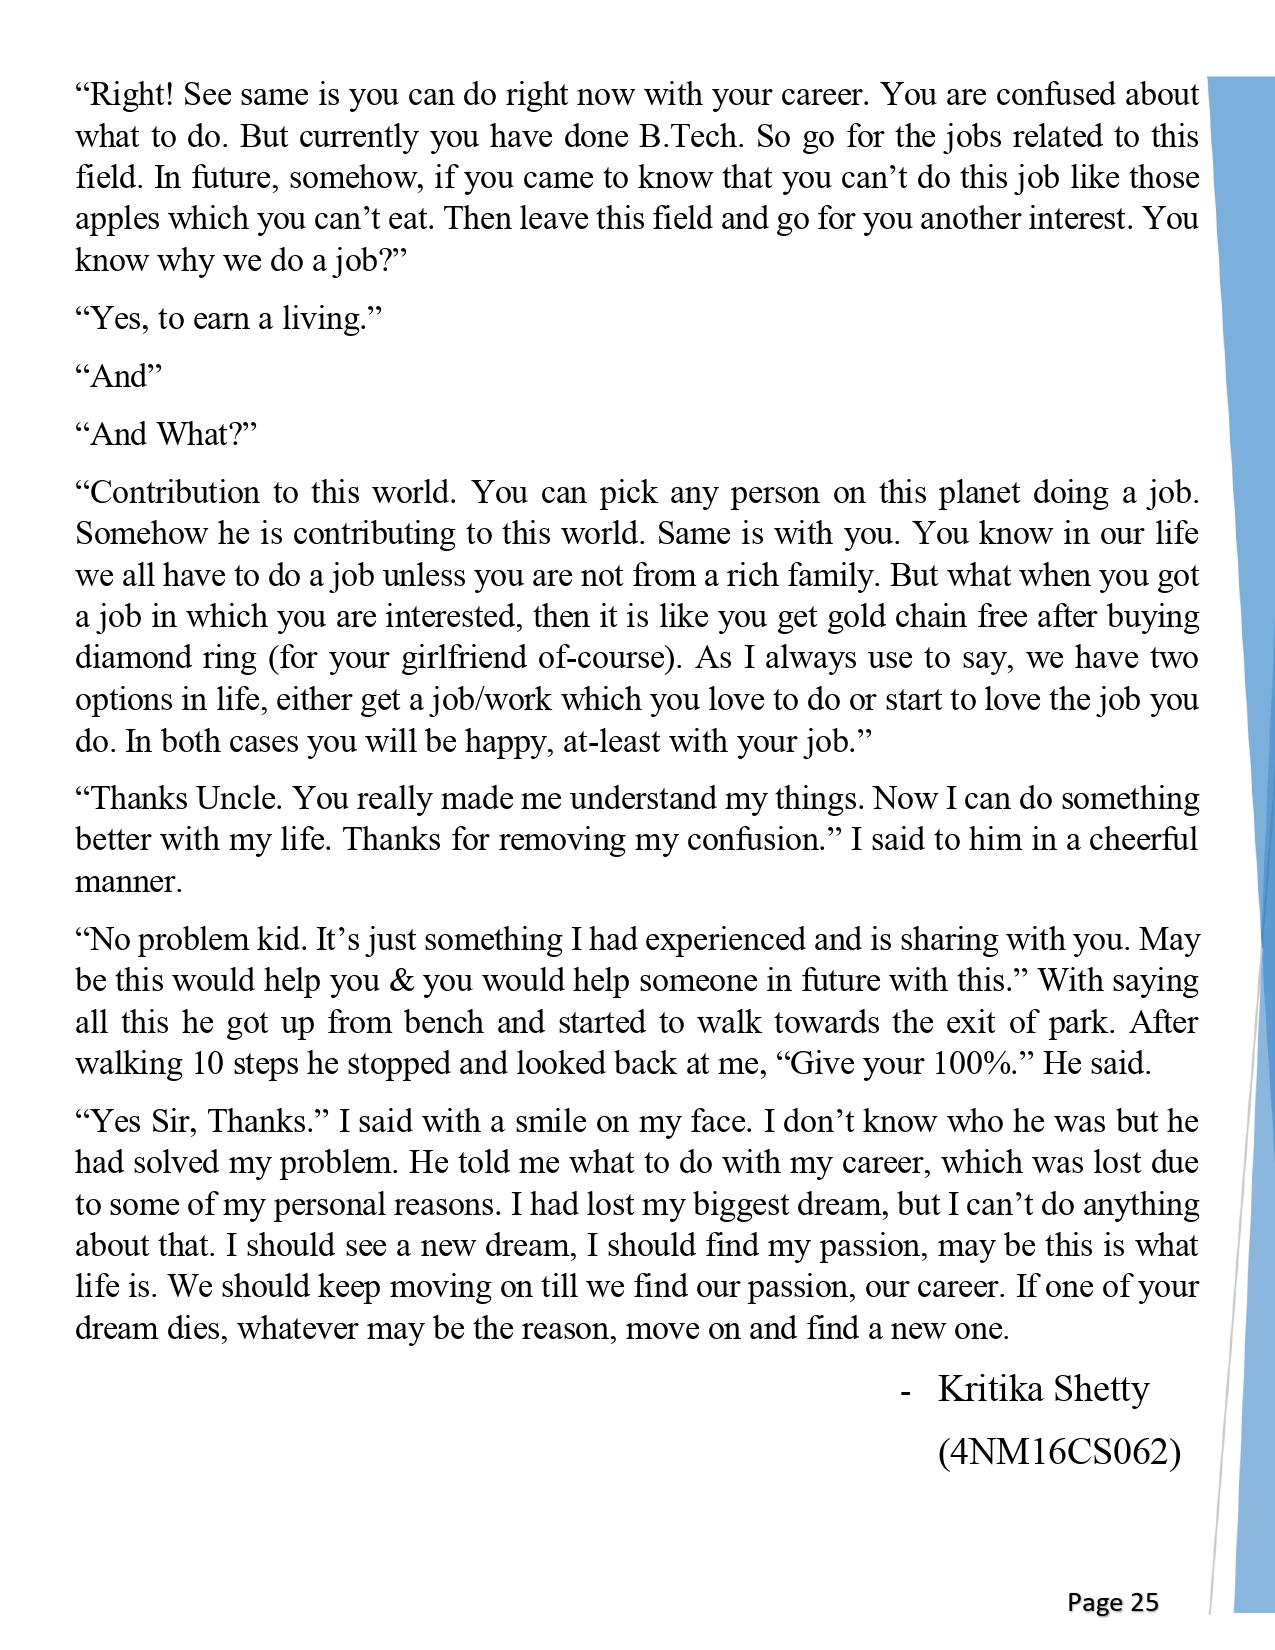 “Right! See same is you can do right now with your career. You are confused about
what to do. But currently you have done B.Tech. So go for the jobs related to this
field. In future, somehow, if you came to know that you can’t do this job like those
apples which you can’t eat. Then leave this field and go for you another interest. You
know why we do a job?”
“Yes, to earn a living.”
“And”
“And What?”
“Contribution to this world. You can pick any person on this planet doing a job.
Somehow he is contributing to this world. Same is with you. You know in our life
we all have to do a job unless you are not from a rich family. But what when you got
a job in which you are interested, then it is like you get gold chain free after buying
diamond ring (for your girlfriend of-course). As I always use to say, we have two
options in life, either get a job/work which you love to do or start to love the job you
do. In both cases you will be happy, at-least with your job.”
“Thanks Uncle. You really made me understand my things. Now I can do something
better with my life. Thanks for removing my confusion.” I said to him in a cheerful
manner.
“No problem kid. It’s just something I had experienced and is sharing with you. May
be this would help you & you would help someone in future with this.” With saying
all this he got up from bench and started to walk towards the exit of park. After
walking 10 steps he stopped and looked back at me, “Give your 100%.” He said.
“Yes Sir, Thanks.” I said with a smile on my face. I don’t know who he was but he
had solved my problem. He told me what to do with my career, which was lost due
to some of my personal reasons. I had lost my biggest dream, but I can’t do anything
about that. I should see a new dream, I should find my passion, may be this is what
life is. We should keep moving on till we find our passion, our career. If one of your
dream dies, whatever may be the reason, move on and find a new one.
- Kritika Shetty
(4NM16CS062)
Page 25